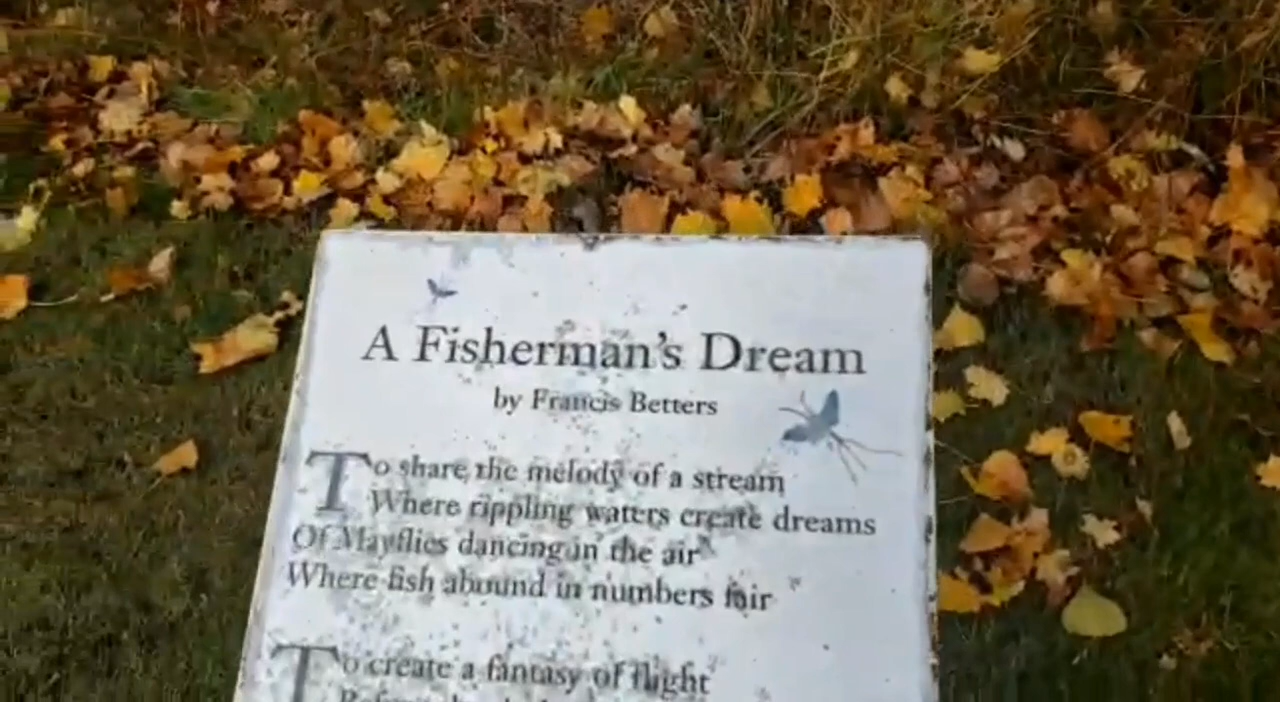 A Fisherman's Dream
by Francis Betters
To share the melody of a stream
Where rippling waters create dreams
Of Mayflies dancing in the air
Where fish abound in numbers fair
To create a fantasy of flight